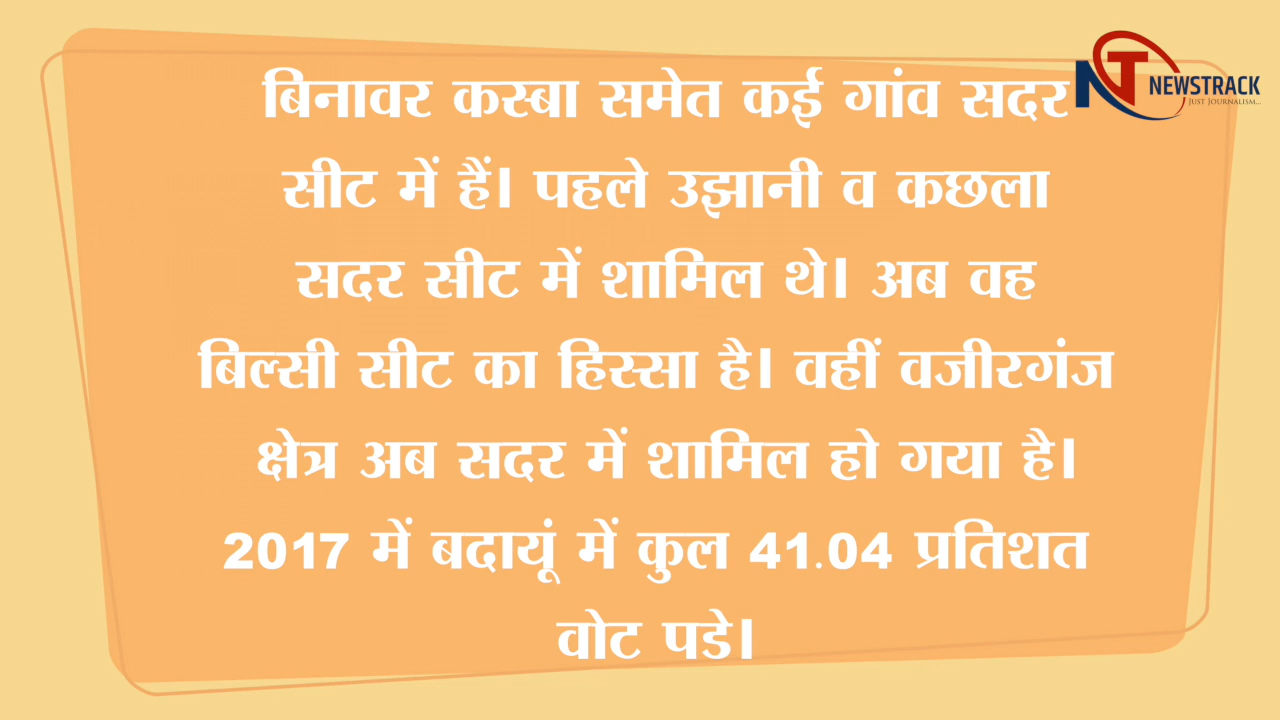 बिनावर कस्बा समेत कई गांव सदर
NT NEWSTRACK
JUST JOURNALISM...
सीट में हैं। पहले उझानी व कछला
सदर सीट में शामिल थे। अब वह
बिल्सी सीट का हिस्सा है। वहीं वजीरगंज
क्षेत्र अब सदर में शामिल हो गया है।
2017 में बदायूं में कुल 41.04 प्रतिशत
वोट पडे।